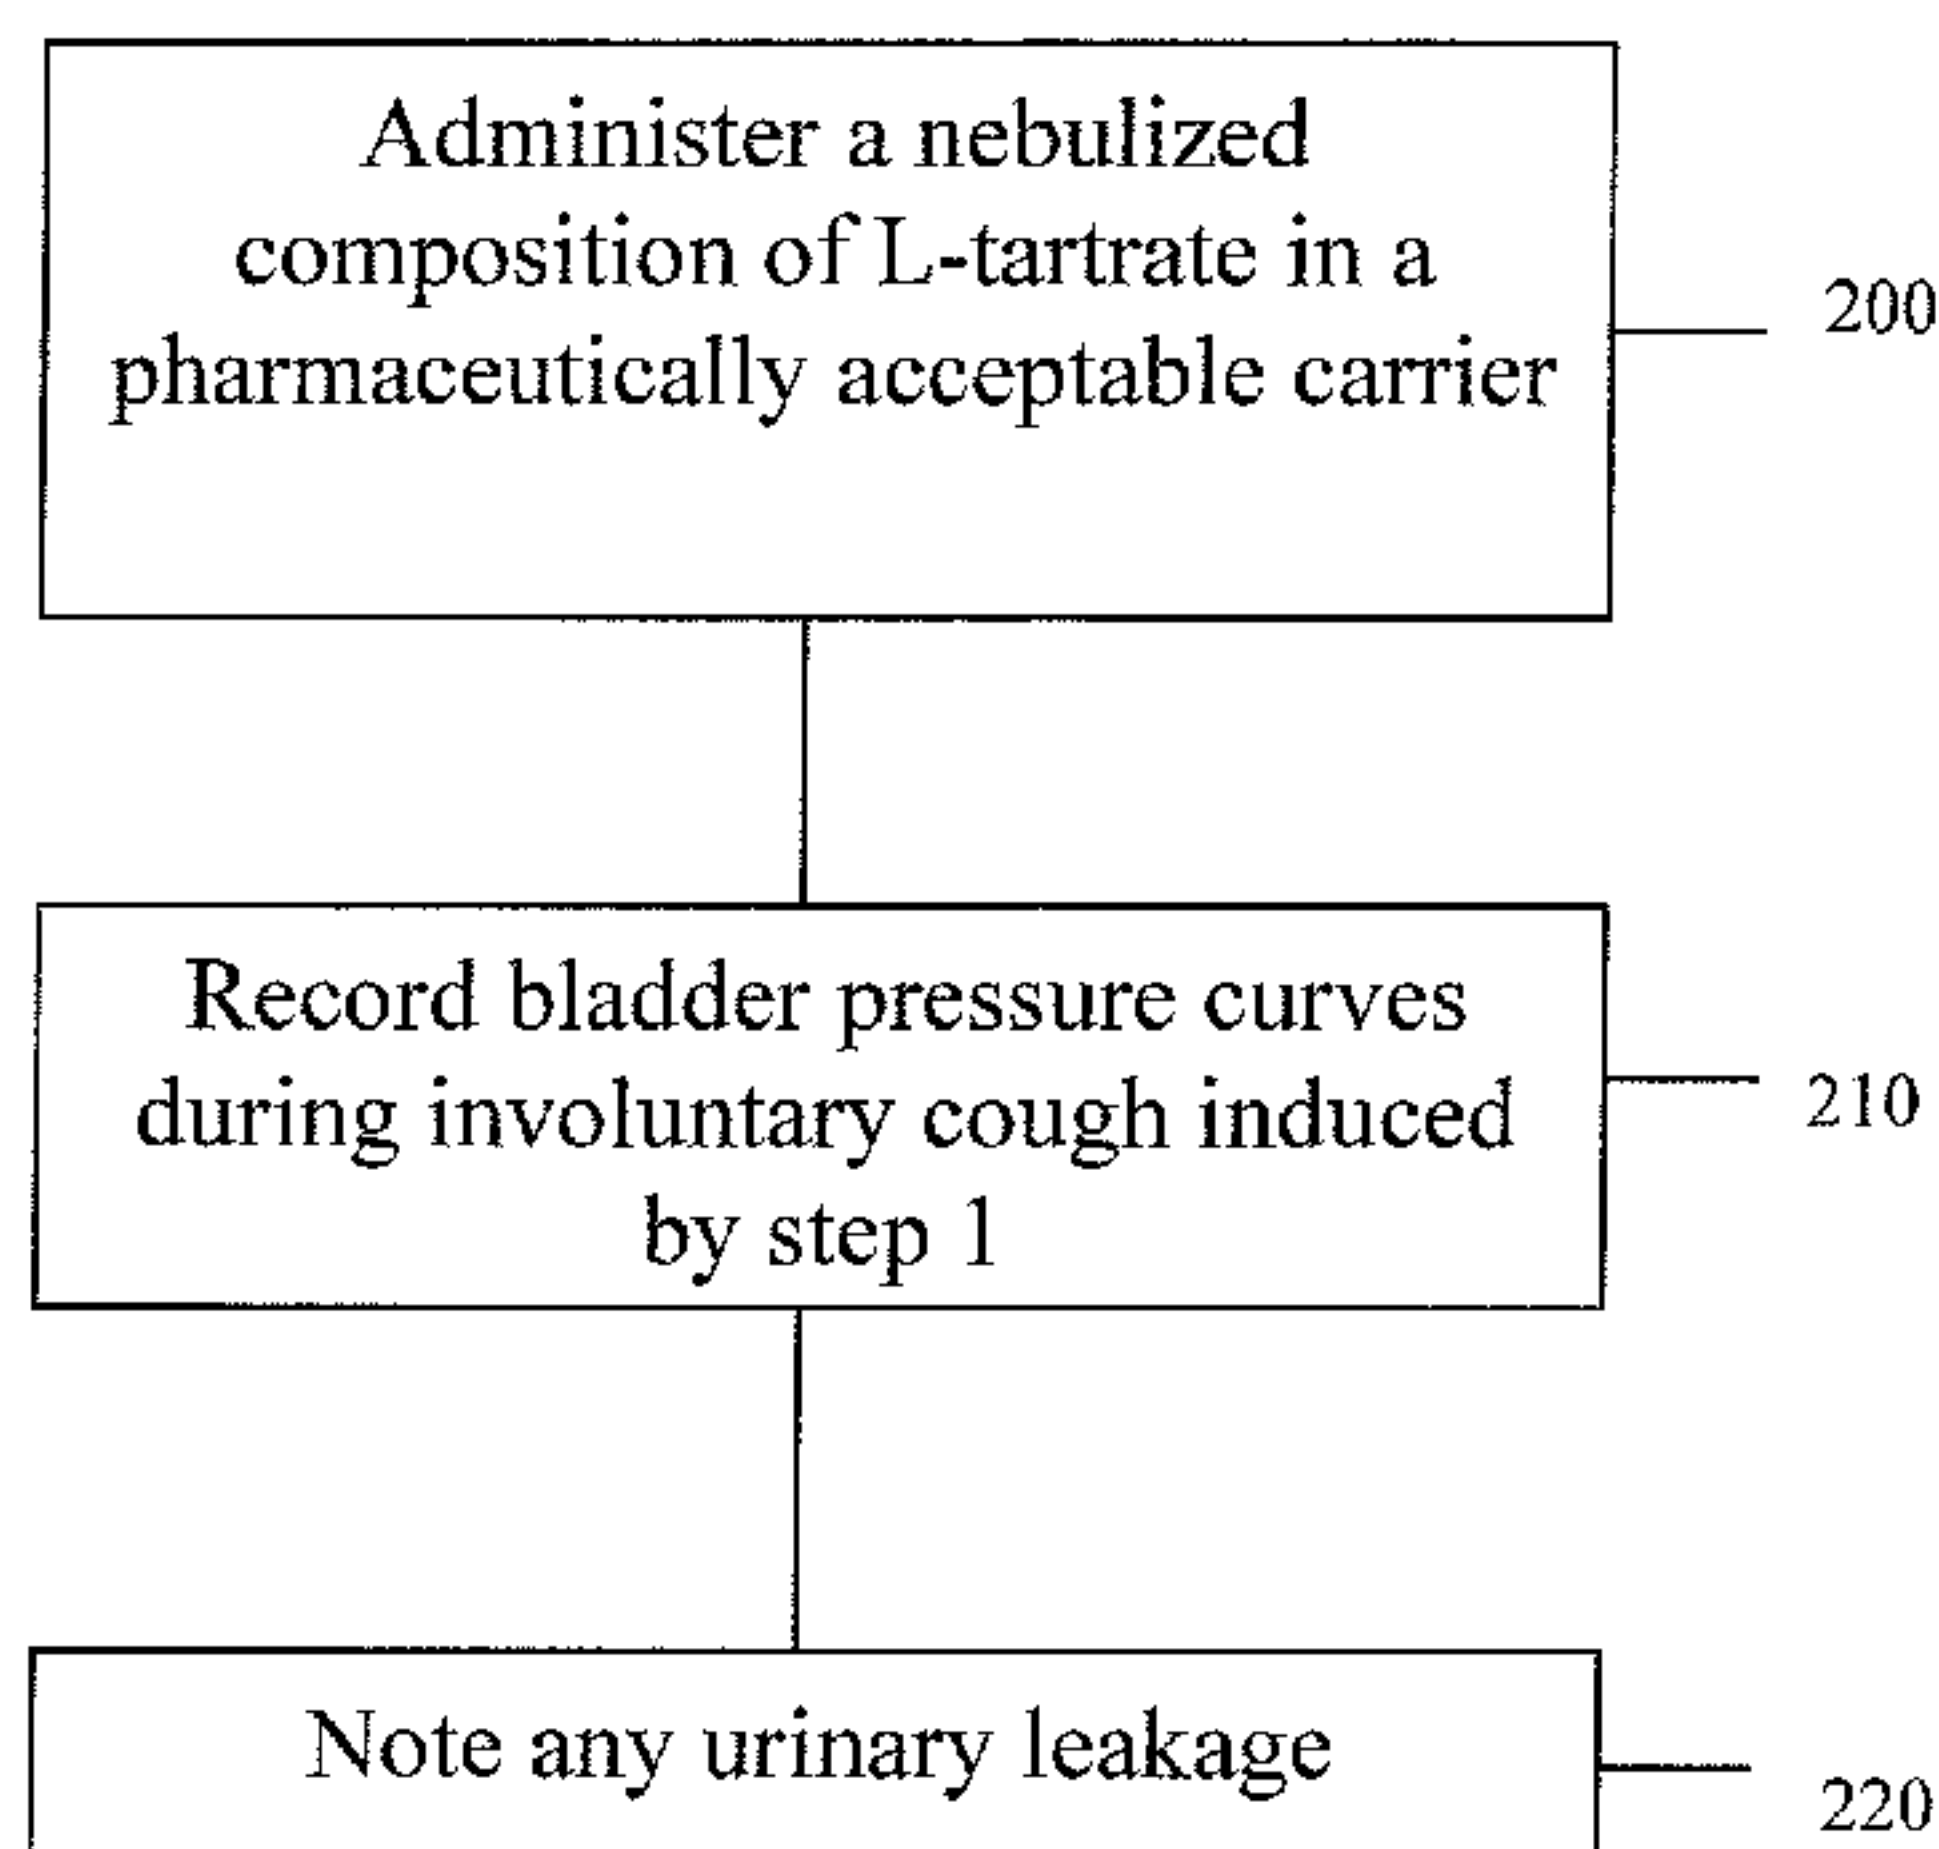 Administer a nebulized
composition of L-tartrate in a
pharmaceutically acceptable carrier
200
Record bladder pressure curves
during involuntary cough induced
by step 1
210
Note any urinary leakage
220